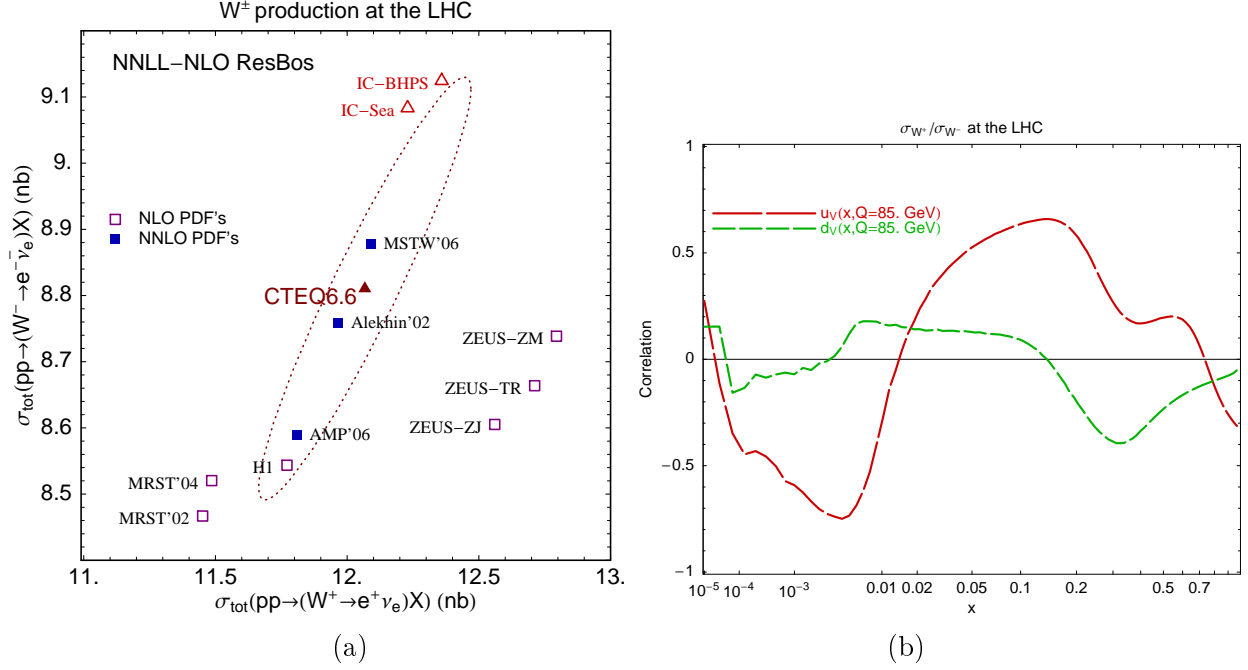 W± production at the LHC
NNLL−NLO ResBos
IC−BHPS
IC−Sea
NLO PDF's
NNLO PDF's
MSTW'06
CTEQ6.6
Alekhin'02
ZEUS−ZM
ZEUS−TR
ZEUS−ZJ
AMP'06
H1
MRST'04
MRST'02
9.1
9.
8.9
8.8
8.7
8.6
8.5
σtot(pp→(W−→e−ν̄e)X) (nb)
11. 11.5 12. 12.5 13.
σtot(pp→(W+→e+νe)X) (nb)
(a)
σW+/σW− at the LHC
uV(x,Q=85. GeV)
dV(x,Q=85. GeV)
1
0.5
0
−0.5
−1
Correlation
10−5 10−4 10−3 0.01 0.05 0.1 0.2 0.5 0.7
x
(b)